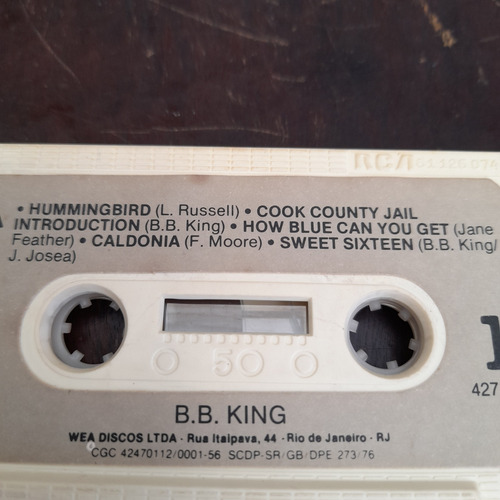 RCA
• HUMMINGBIRD (L. Russell) • COOK COUNTY JAIL
INTRODUCTION (B.B. King) • HOW BLUE CAN YOU GET (Jane
Feather) • CALDONIA (F. Moore) • SWEET SIXTEEN (B.B. King/
J. Josea)
50
1
427
B.B. KING
WEA DISCOS LTDA · Rua Itaipava, 44 · Rio de Janeiro · RJ
CGC 42470112/0001-56 SCDP-SR/GB/DPE 273/76